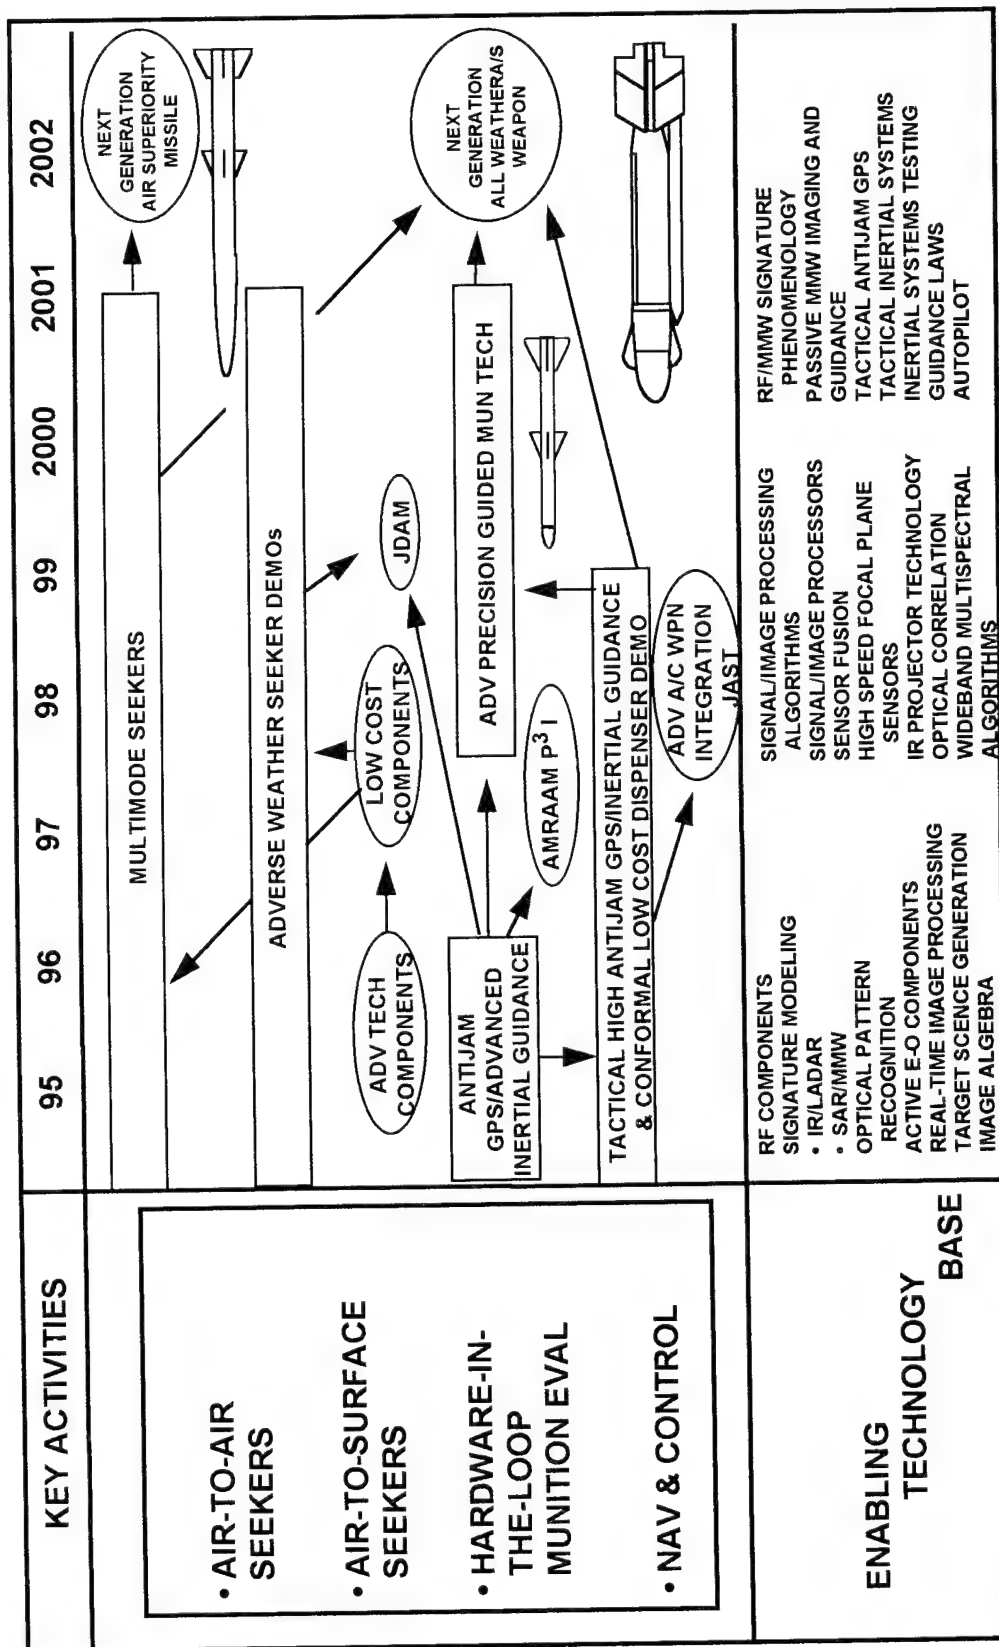 KEY ACTIVITIES
95
96
97
98
99
2000
2001
2002
• AIR-TO-AIR
SEEKERS
• AIR-TO-SURFACE
SEEKERS
• HARDWARE-IN-
THE-LOOP
MUNITION EVAL
• NAV & CONTROL
MULTIMODE SEEKERS
NEXT
GENERATION
AIR SUPERIORITY
MISSILE
ADVERSE WEATHER SEEKER DEMOs
ADV TECH
COMPONENTS
LOW COST
COMPONENTS
JDAM
NEXT
GENERATION
ALL WEATHERA/S
WEAPON
ANTIJAM
GPS/ADVANCED
INERTIAL GUIDANCE
ADV PRECISION GUIDED MUN TECH
AMRAAM P3 I
TACTICAL HIGH ANTIJAM GPS/INERTIAL GUIDANCE
& CONFORMAL LOW COST DISPENSER DEMO
ADV A/C WPN
INTEGRATION
JAST
ENABLING
TECHNOLOGY
BASE
RF COMPONENTS
SIGNATURE MODELING
• IR/LADAR
• SAR/MMW
OPTICAL PATTERN
RECOGNITION
ACTIVE E-O COMPONENTS
REAL-TIME IMAGE PROCESSING
TARGET SCENCE GENERATION
IMAGE ALGEBRA
SIGNAL/IMAGE PROCESSING
ALGORITHMS
SIGNAL/IMAGE PROCESSORS
SENSOR FUSION
HIGH SPEED FOCAL PLANE
SENSORS
IR PROJECTOR TECHNOLOGY
OPTICAL CORRELATION
WIDEBAND MULTISPECTRAL
ALGORITHMS
RF/MMW SIGNATURE
PHENOMENOLOGY
PASSIVE MMW IMAGING AND
GUIDANCE
TACTICAL ANTIJAM GPS
TACTICAL INERTIAL SYSTEMS
INERTIAL SYSTEMS TESTING
GUIDANCE LAWS
AUTOPILOT